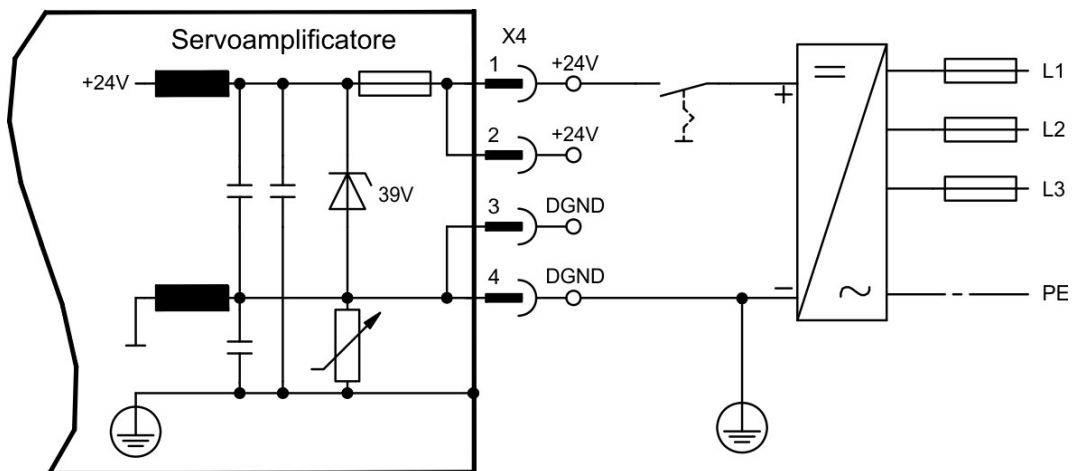 Servoamplificatore
X4
+24V
1
+24V
L1
2
+24V
L2
39V
3
DGND
L3
4
DGND
PE